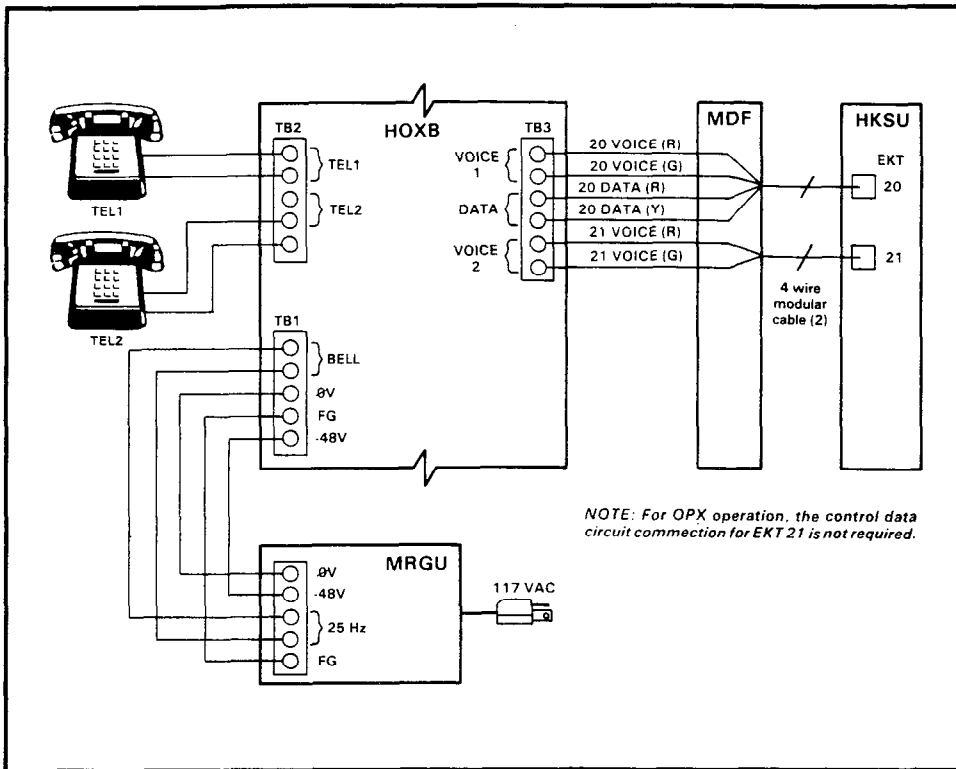 TB2
HOXB
TB3
MDF
HKSU
VOICE 1
DATA
VOICE 2
20 VOICE (R)
20 VOICE (G)
20 DATA (R)
20 DATA (Y)
21 VOICE (R)
21 VOICE (G)
EKT
20
21
4 wire
modular
cable (2)
TEL1
TEL2
TEL1
TEL2
TB1
BELL
0V
FG
-48V
NOTE: For OPX operation, the control data
circuit commection for EKT 21 is not required.
MRGU
0V
-48V
25 Hz
FG
117 VAC